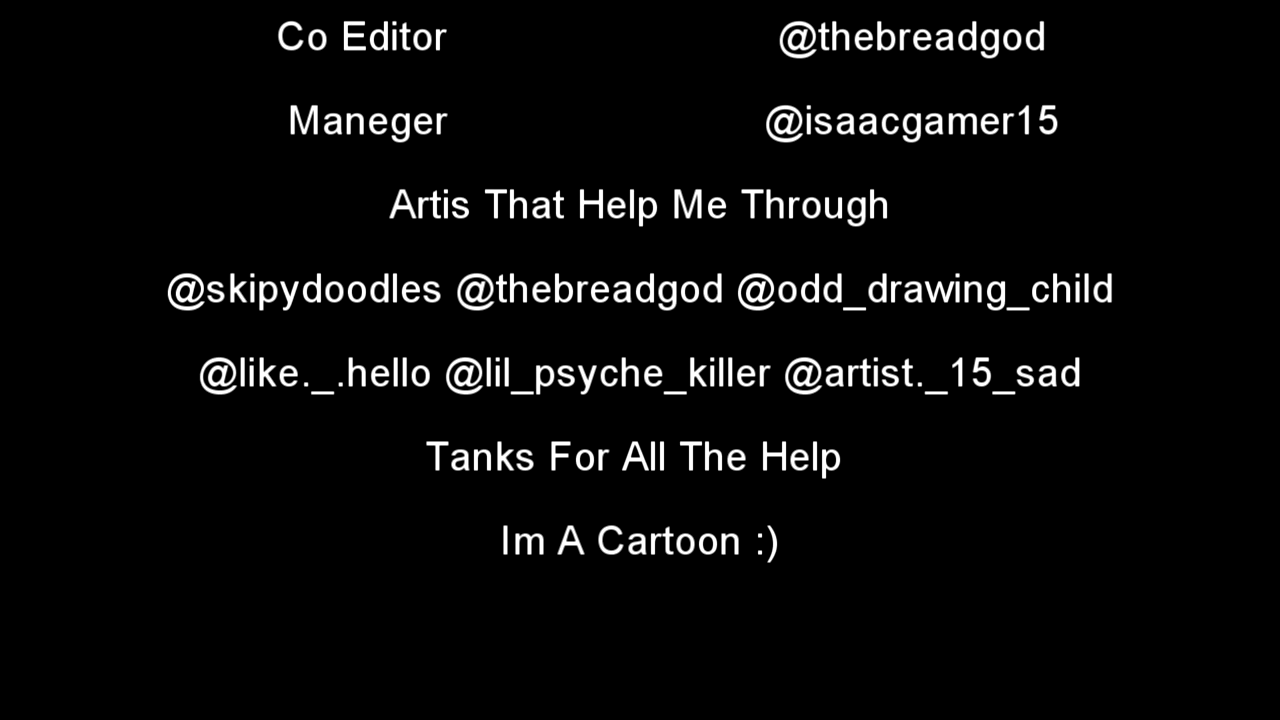 Co Editor @thebreadgod
Maneger @isaacgamer15
Artis That Help Me Through
@skipydoodles @thebreadgod @odd_drawing_child
@like._.hello @lil_psyche_killer @artist._15_sad
Tanks For All The Help
Im A Cartoon :)